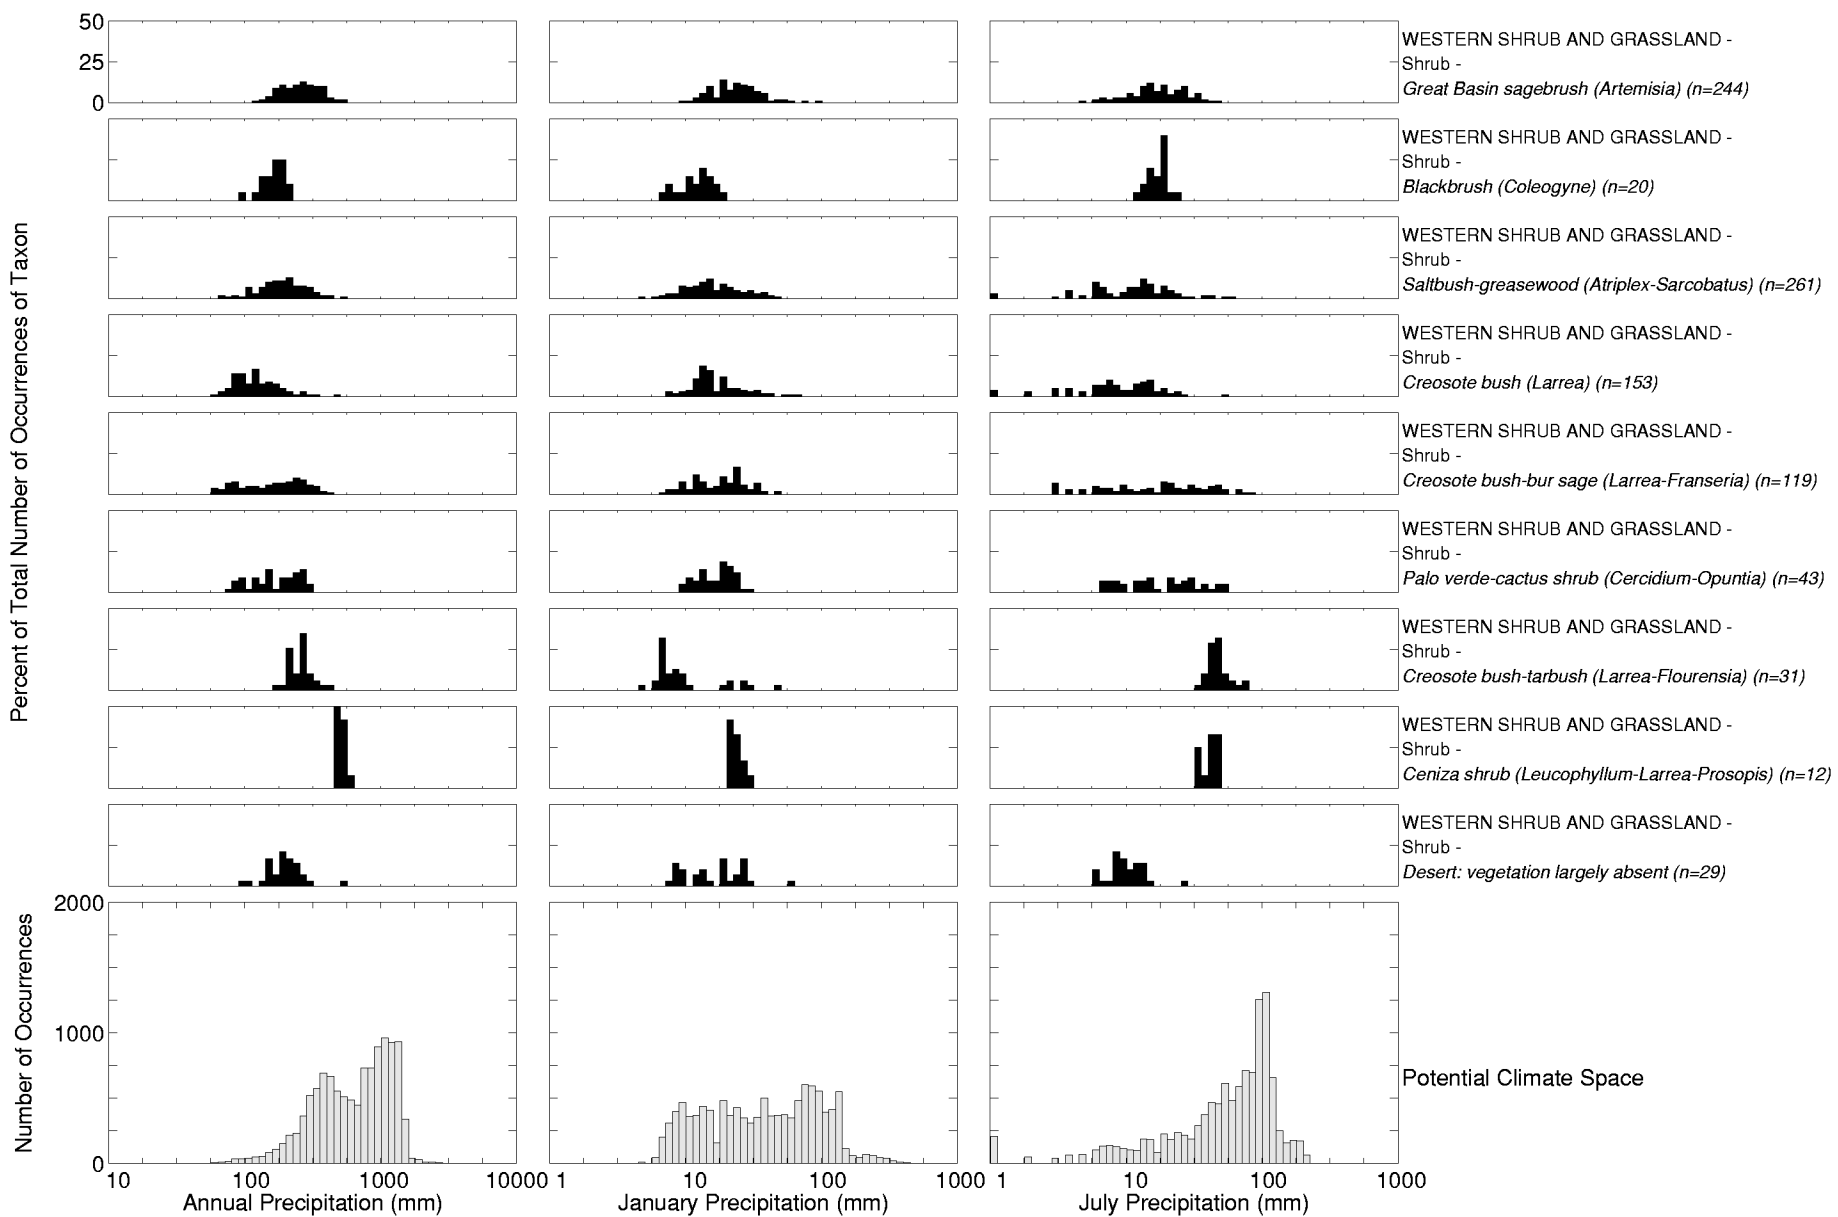 50
25
0
WESTERN SHRUB AND GRASSLAND -
Shrub -
Great Basin sagebrush (Artemisia) (n=244)
WESTERN SHRUB AND GRASSLAND -
Shrub -
Blackbrush (Coleogyne) (n=20)
WESTERN SHRUB AND GRASSLAND -
Shrub -
Saltbush-greasewood (Atriplex-Sarcobatus) (n=261)
WESTERN SHRUB AND GRASSLAND -
Shrub -
Creosote bush (Larrea) (n=153)
WESTERN SHRUB AND GRASSLAND -
Shrub -
Creosote bush-bur sage (Larrea-Franseria) (n=119)
WESTERN SHRUB AND GRASSLAND -
Shrub -
Palo verde-cactus shrub (Cercidium-Opuntia) (n=43)
WESTERN SHRUB AND GRASSLAND -
Shrub -
Creosote bush-tarbush (Larrea-Flourensia) (n=31)
WESTERN SHRUB AND GRASSLAND -
Shrub -
Ceniza shrub (Leucophyllum-Larrea-Prosopis) (n=12)
WESTERN SHRUB AND GRASSLAND -
Shrub -
Desert: vegetation largely absent (n=29)
Percent of Total Number of Occurrences of Taxon
2000
1000
0
Number of Occurrences
Potential Climate Space
10 100 1000 10000
1 10 100 1000
1 10 100 1000
Annual Precipitation (mm)
January Precipitation (mm)
July Precipitation (mm)